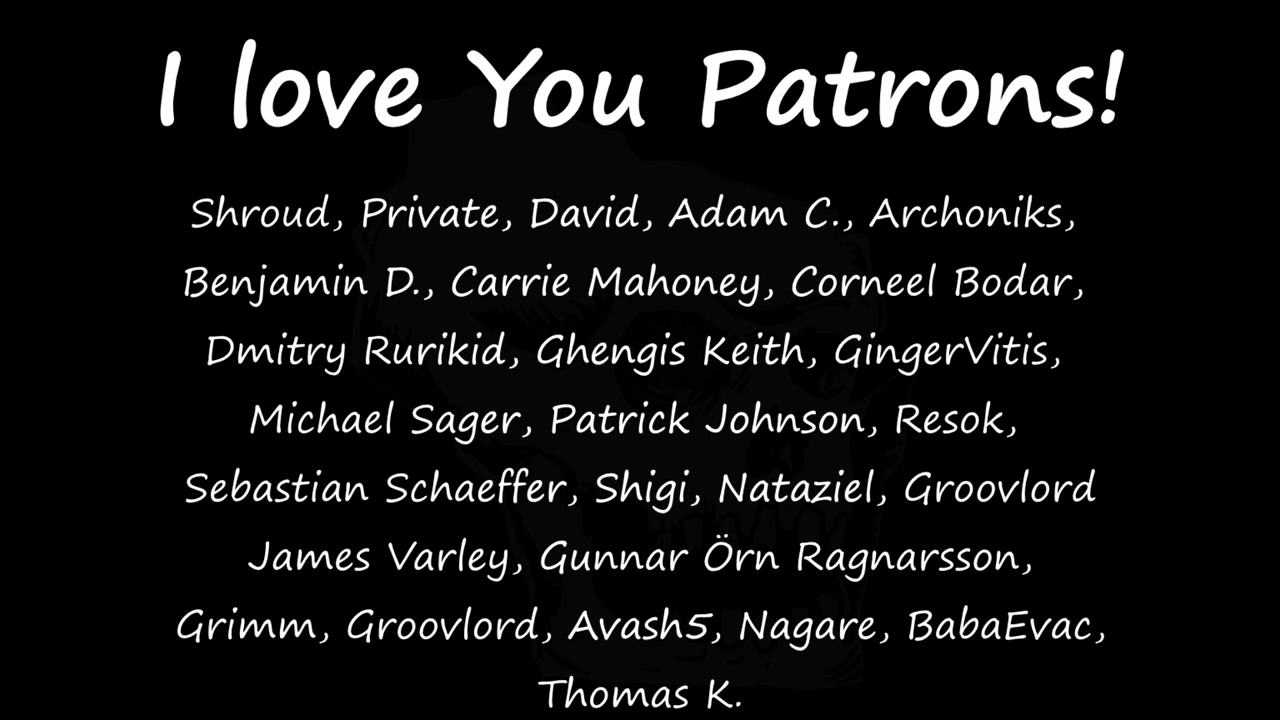 I love You Patrons!
Shroud, Private, David, Adam C., Archoniks,
Benjamin D., Carrie Mahoney, Corneel Bodar,
Dmitry Rurikid, Ghengis Keith, GingerVitis,
Michael Sager, Patrick Johnson, Resok,
Sebastian Schaeffer, Shigi, Nataziel, Groovlord
James Varley, Gunnar Örn Ragnarsson,
Grimm, Groovlord, Avash5, Nagare, BabaEvac,
Thomas K.